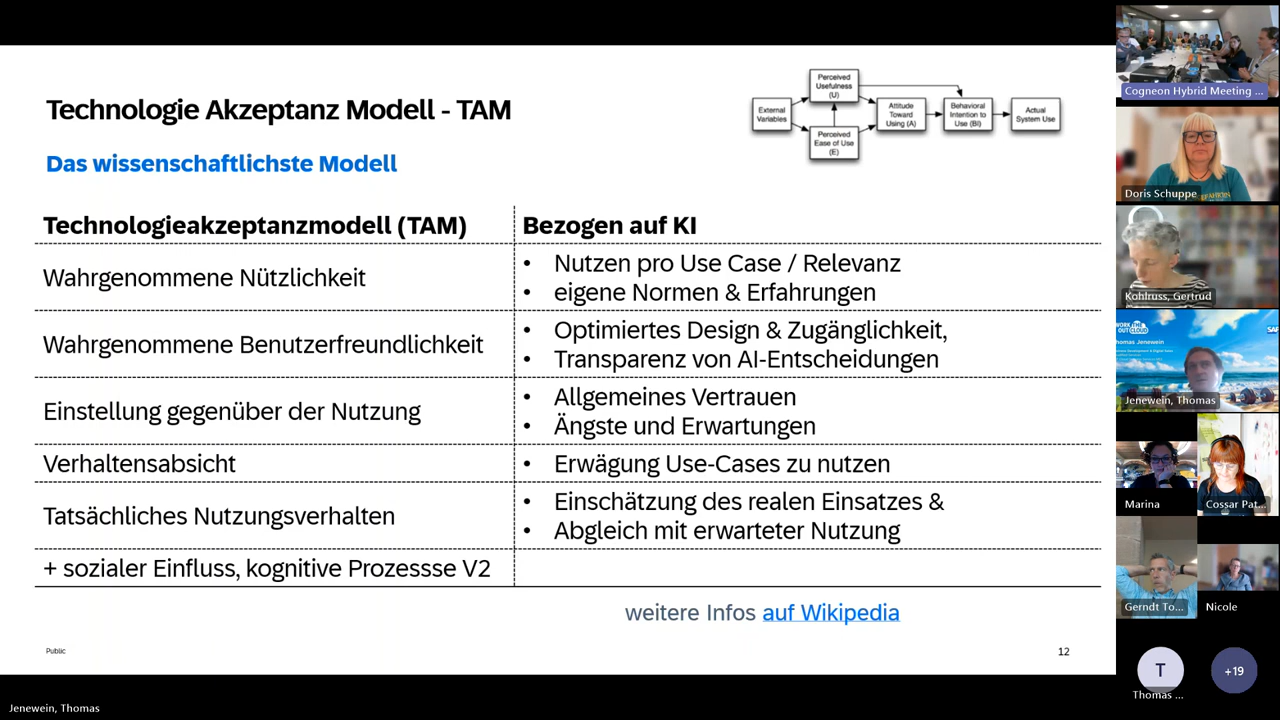 Technologie Akzeptanz Modell - TAM
Das wissenschaftlichste Modell
External
Variables
Perceived
Usefulness
(U)
Perceived
Ease of Use
(E)
Attitude
Toward
Using (A)
Behavioral
Intention to
Use (BI)
Actual
System Use
Technologieakzeptanzmodell (TAM)
Bezogen auf KI
Wahrgenommene Nützlichkeit
• Nutzen pro Use Case / Relevanz
• eigene Normen & Erfahrungen
Wahrgenommene Benutzerfreundlichkeit
• Optimiertes Design & Zugänglichkeit,
• Transparenz von AI-Entscheidungen
Einstellung gegenüber der Nutzung
• Allgemeines Vertrauen
• Ängste und Erwartungen
Verhaltensabsicht
• Erwägung Use-Cases zu nutzen
Tatsächliches Nutzungsverhalten
• Einschätzung des realen Einsatzes &
• Abgleich mit erwarteter Nutzung
+ sozialer Einfluss, kognitive Prozessse V2
weitere Infos auf Wikipedia
Public
12
Jenewein, Thomas
Cogneon Hybrid Meeting ...
Doris Schuppe
Kohlruss, Gertrud
Jenewein, Thomas
Marina
Cossar Pat...
Gerndt To...
Nicole
T
Thomas ...
+19